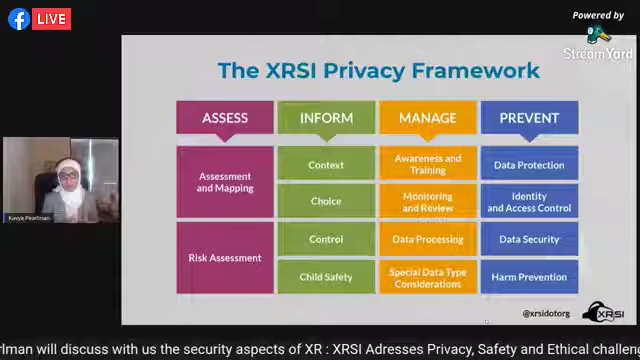 LIVE
Powered by
StreamYard
The XRSI Privacy Framework
ASSESS
INFORM
MANAGE
PREVENT
Assessment
and Mapping
Risk Assessment
Context
Choice
Control
Child Safety
Awareness and
Training
Monitoring
and Review
Data Processing
Special Data Type
Considerations
Data Protection
Identity
and Access Control
Data Security
Harm Prevention
Kavya Pearlman
@xrsidotorg
XRSI
rlman will discuss with us the security aspects of XR : XRSI Adresses Privacy, Safety and Ethical challen